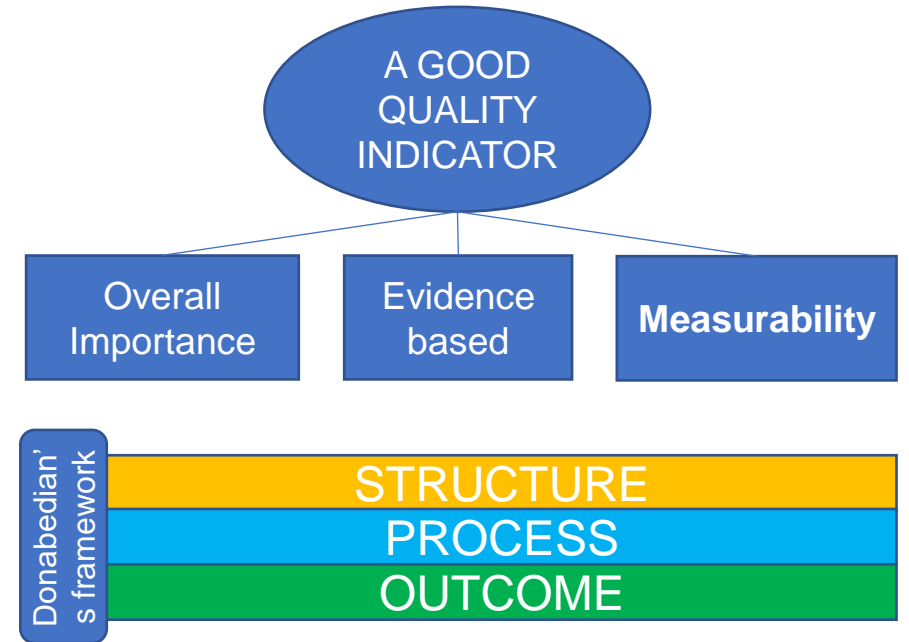 A GOOD
QUALITY
INDICATOR
Overall
Importance
Evidence
based
Measurability
Donabedian'
s framework
STRUCTURE
PROCESS
OUTCOME